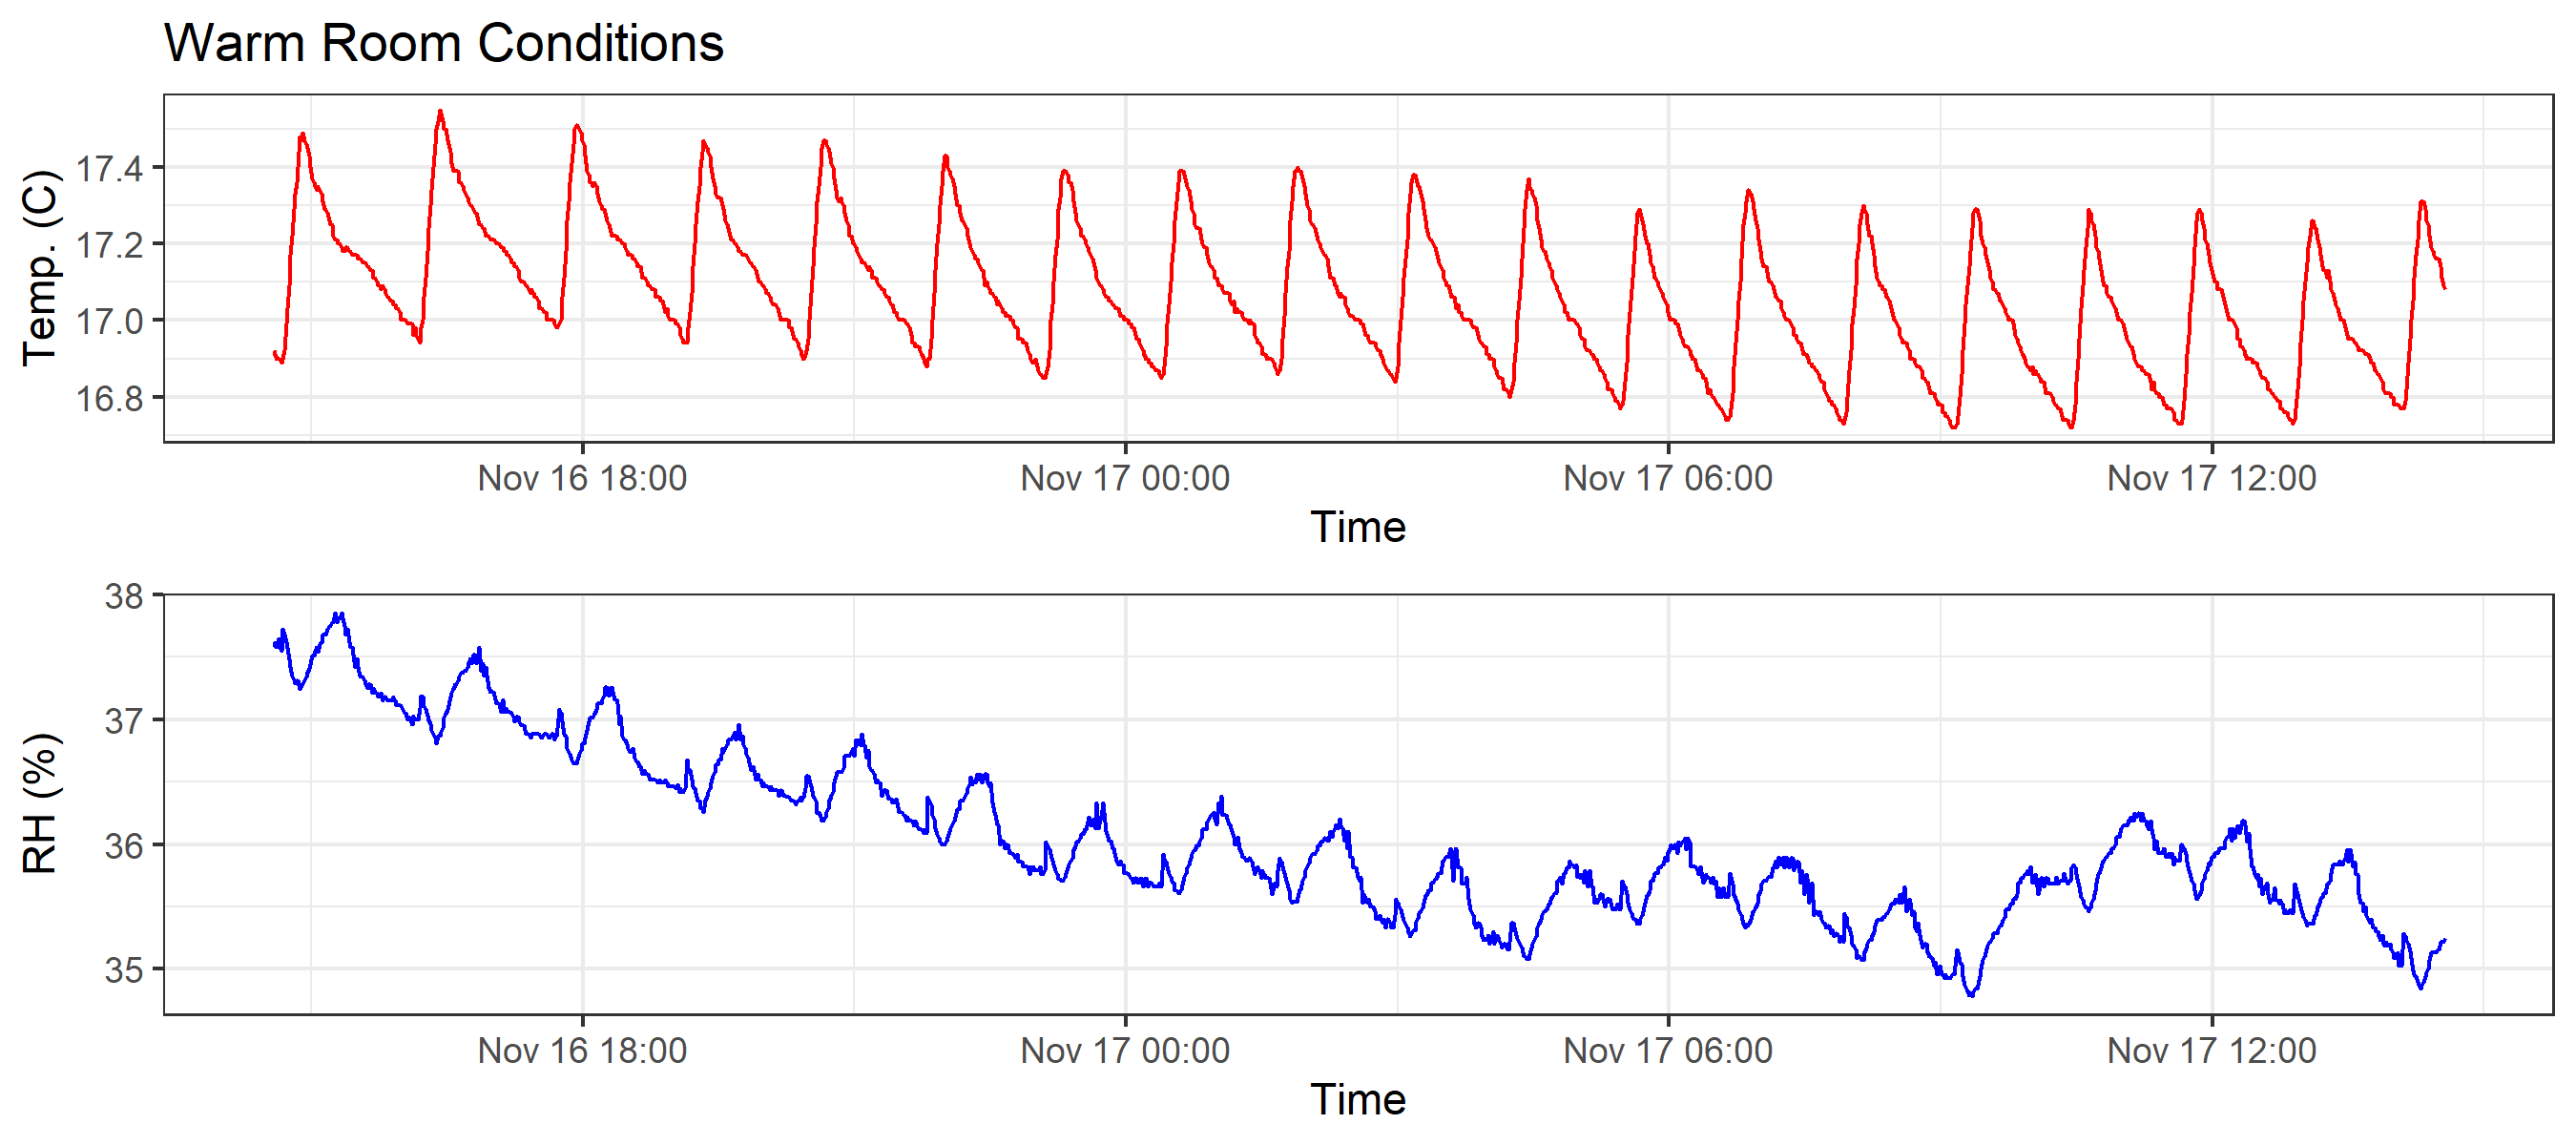 Warm Room Conditions
Temp. (C)
17.4
17.2
17.0
16.8
Nov 16 18:00 Nov 17 00:00 Nov 17 06:00 Nov 17 12:00
Time
RH (%)
38
37
36
35
Nov 16 18:00 Nov 17 00:00 Nov 17 06:00 Nov 17 12:00
Time